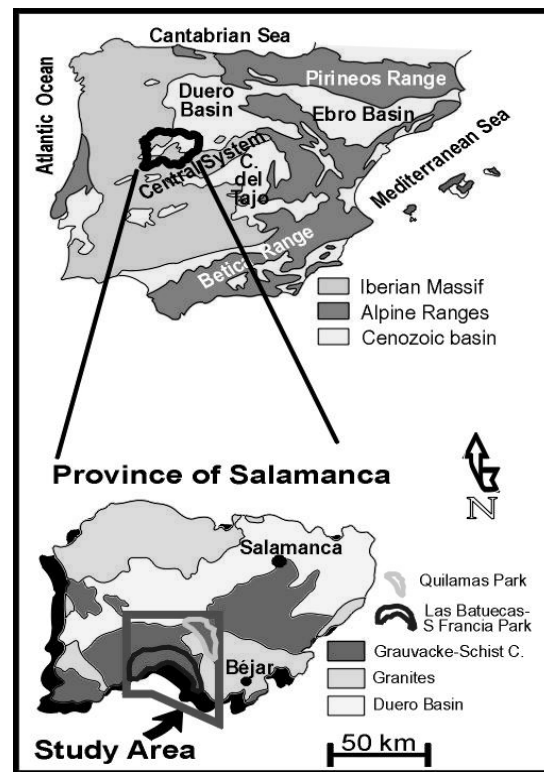 Cantabrian Sea
Atlantic Ocean
Pirineos Range
Duero
Basin
Ebro Basin
Mediterranean Sea
Central System
C.
del
Tajo
Betica Range
Iberian Massif
Alpine Ranges
Cenozoic basin
Province of Salamanca
N
Salamanca
Quilamas Park
Las Batuecas-
S Francia Park
Béjar
Grauvacke-Schist C.
Granites
Duero Basin
Study Area
50 km